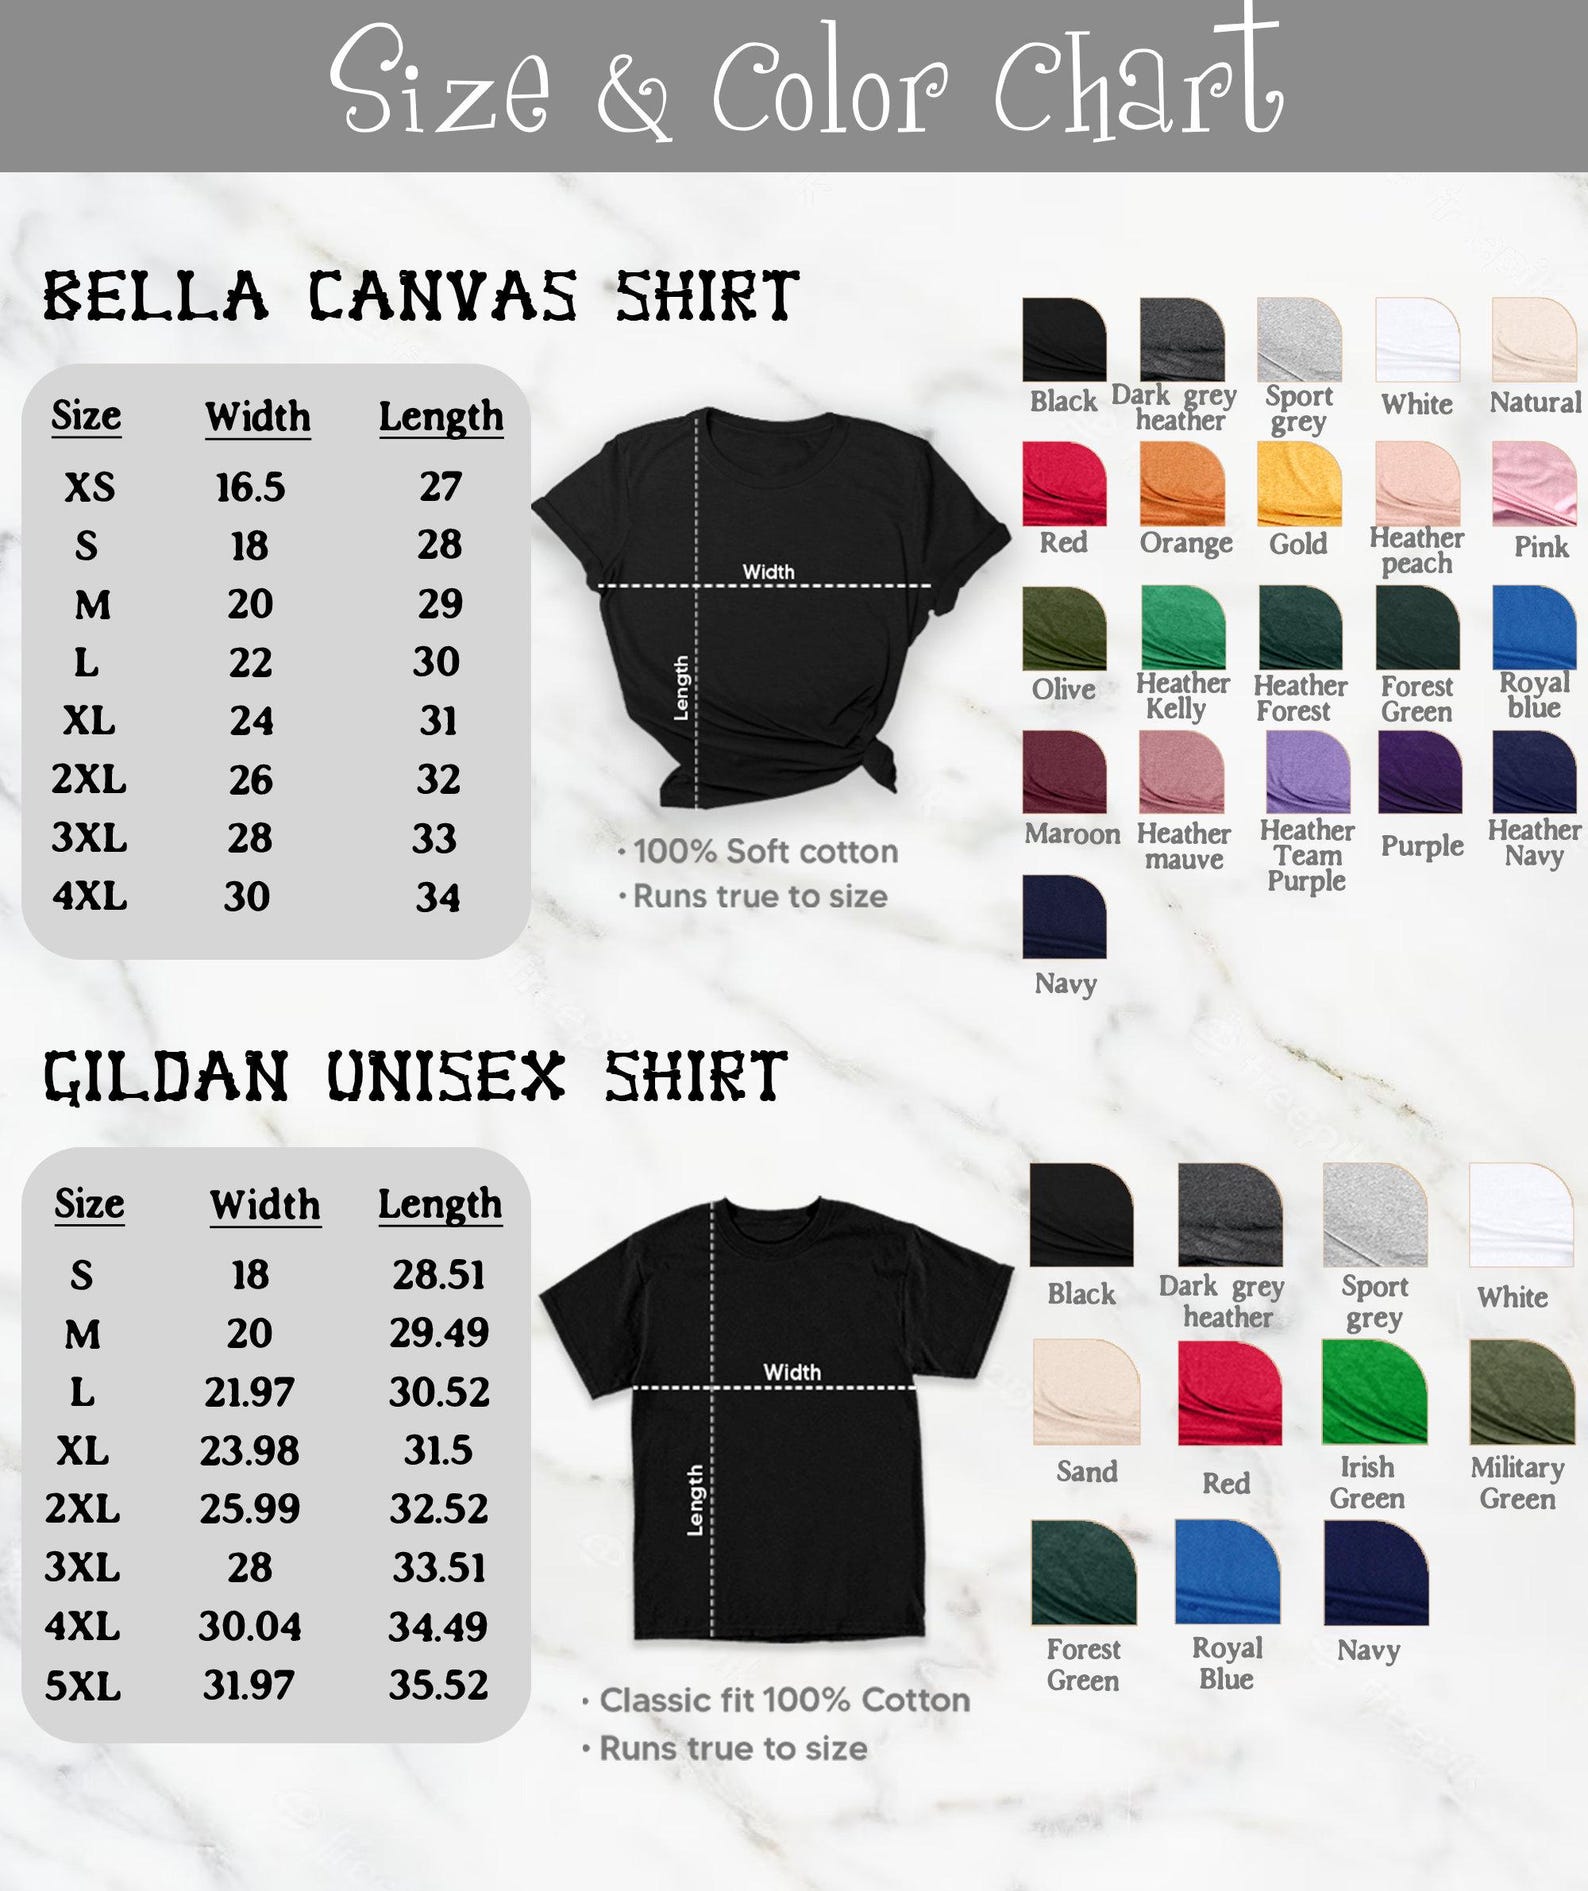 Size & Color Chart
BELLA CANVAS SHIRT
Size Width Length
XS 16.5 27
S 18 28
M 20 29
L 22 30
XL 24 31
2XL 26 32
3XL 28 33
4XL 30 34
Width
Length
• 100% Soft cotton
• Runs true to size
Black
Dark grey
heather
Sport
grey
White
Natural
Red
Orange
Gold
Heather
peach
Pink
Olive
Heather
Kelly
Heather
Forest
Forest
Green
Royal
blue
Maroon
Heather
mauve
Heather
Team
Purple
Purple
Heather
Navy
Navy
GILDAN UNISEX SHIRT
Size Width Length
S 18 28.51
M 20 29.49
L 21.97 30.52
XL 23.98 31.5
2XL 25.99 32.52
3XL 28 33.51
4XL 30.04 34.49
5XL 31.97 35.52
Width
Length
• Classic fit 100% Cotton
• Runs true to size
Black
Dark grey
heather
Sport
grey
White
Sand
Red
Irish
Green
Military
Green
Forest
Green
Royal
Blue
Navy